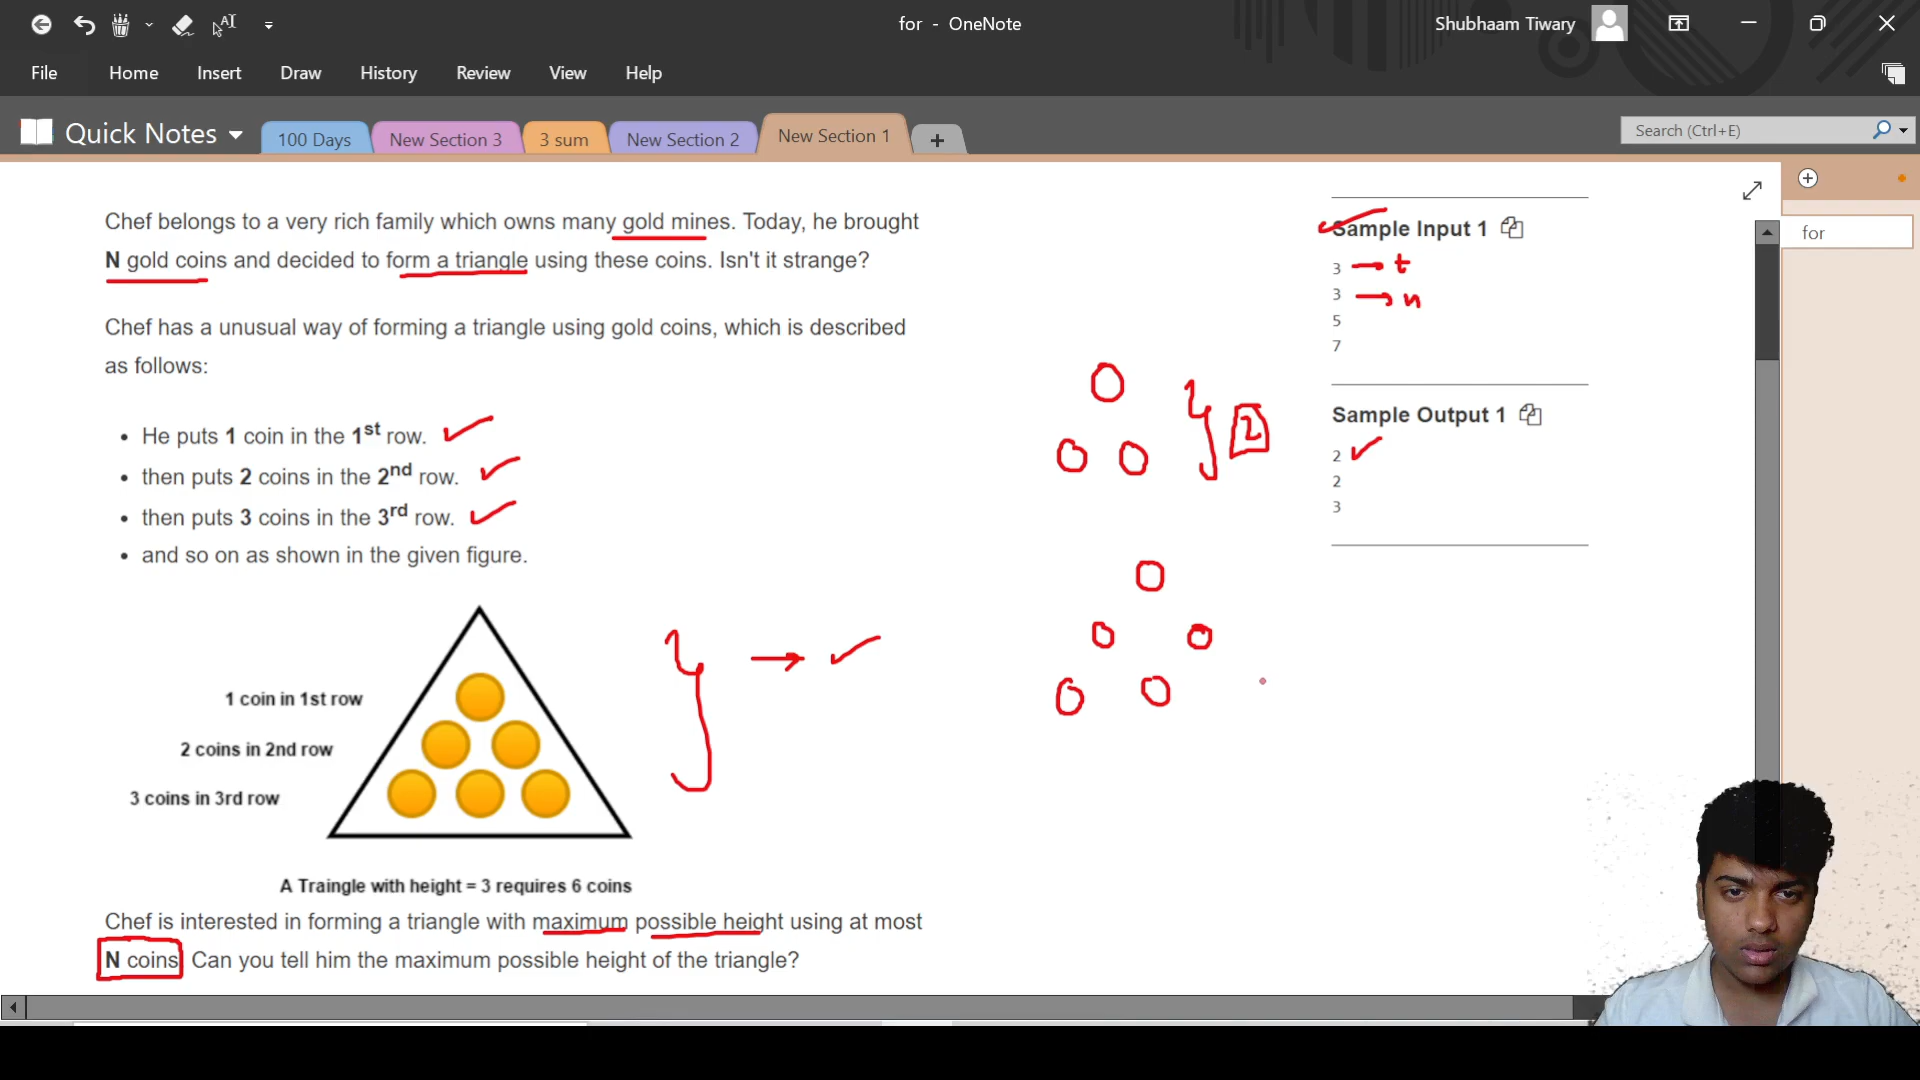 for - OneNote
Shubhaam Tiwary
File Home Insert Draw History Review View Help
Quick Notes
100 Days
New Section 3
3 sum
New Section 2
New Section 1
Search (Ctrl+E)
for
Chef belongs to a very rich family which owns many gold mines. Today, he brought
N gold coins and decided to form a triangle using these coins. Isn't it strange?
Chef has a unusual way of forming a triangle using gold coins, which is described
as follows:
• He puts 1 coin in the 1st row.
• then puts 2 coins in the 2nd row.
• then puts 3 coins in the 3rd row.
• and so on as shown in the given figure.
1 coin in 1st row
2 coins in 2nd row
3 coins in 3rd row
A Traingle with height = 3 requires 6 coins
Chef is interested in forming a triangle with maximum possible height using at most
N coins. Can you tell him the maximum possible height of the triangle?
2
Sample Input 1
3 → t
3 → n
5
7
Sample Output 1
2
2
3